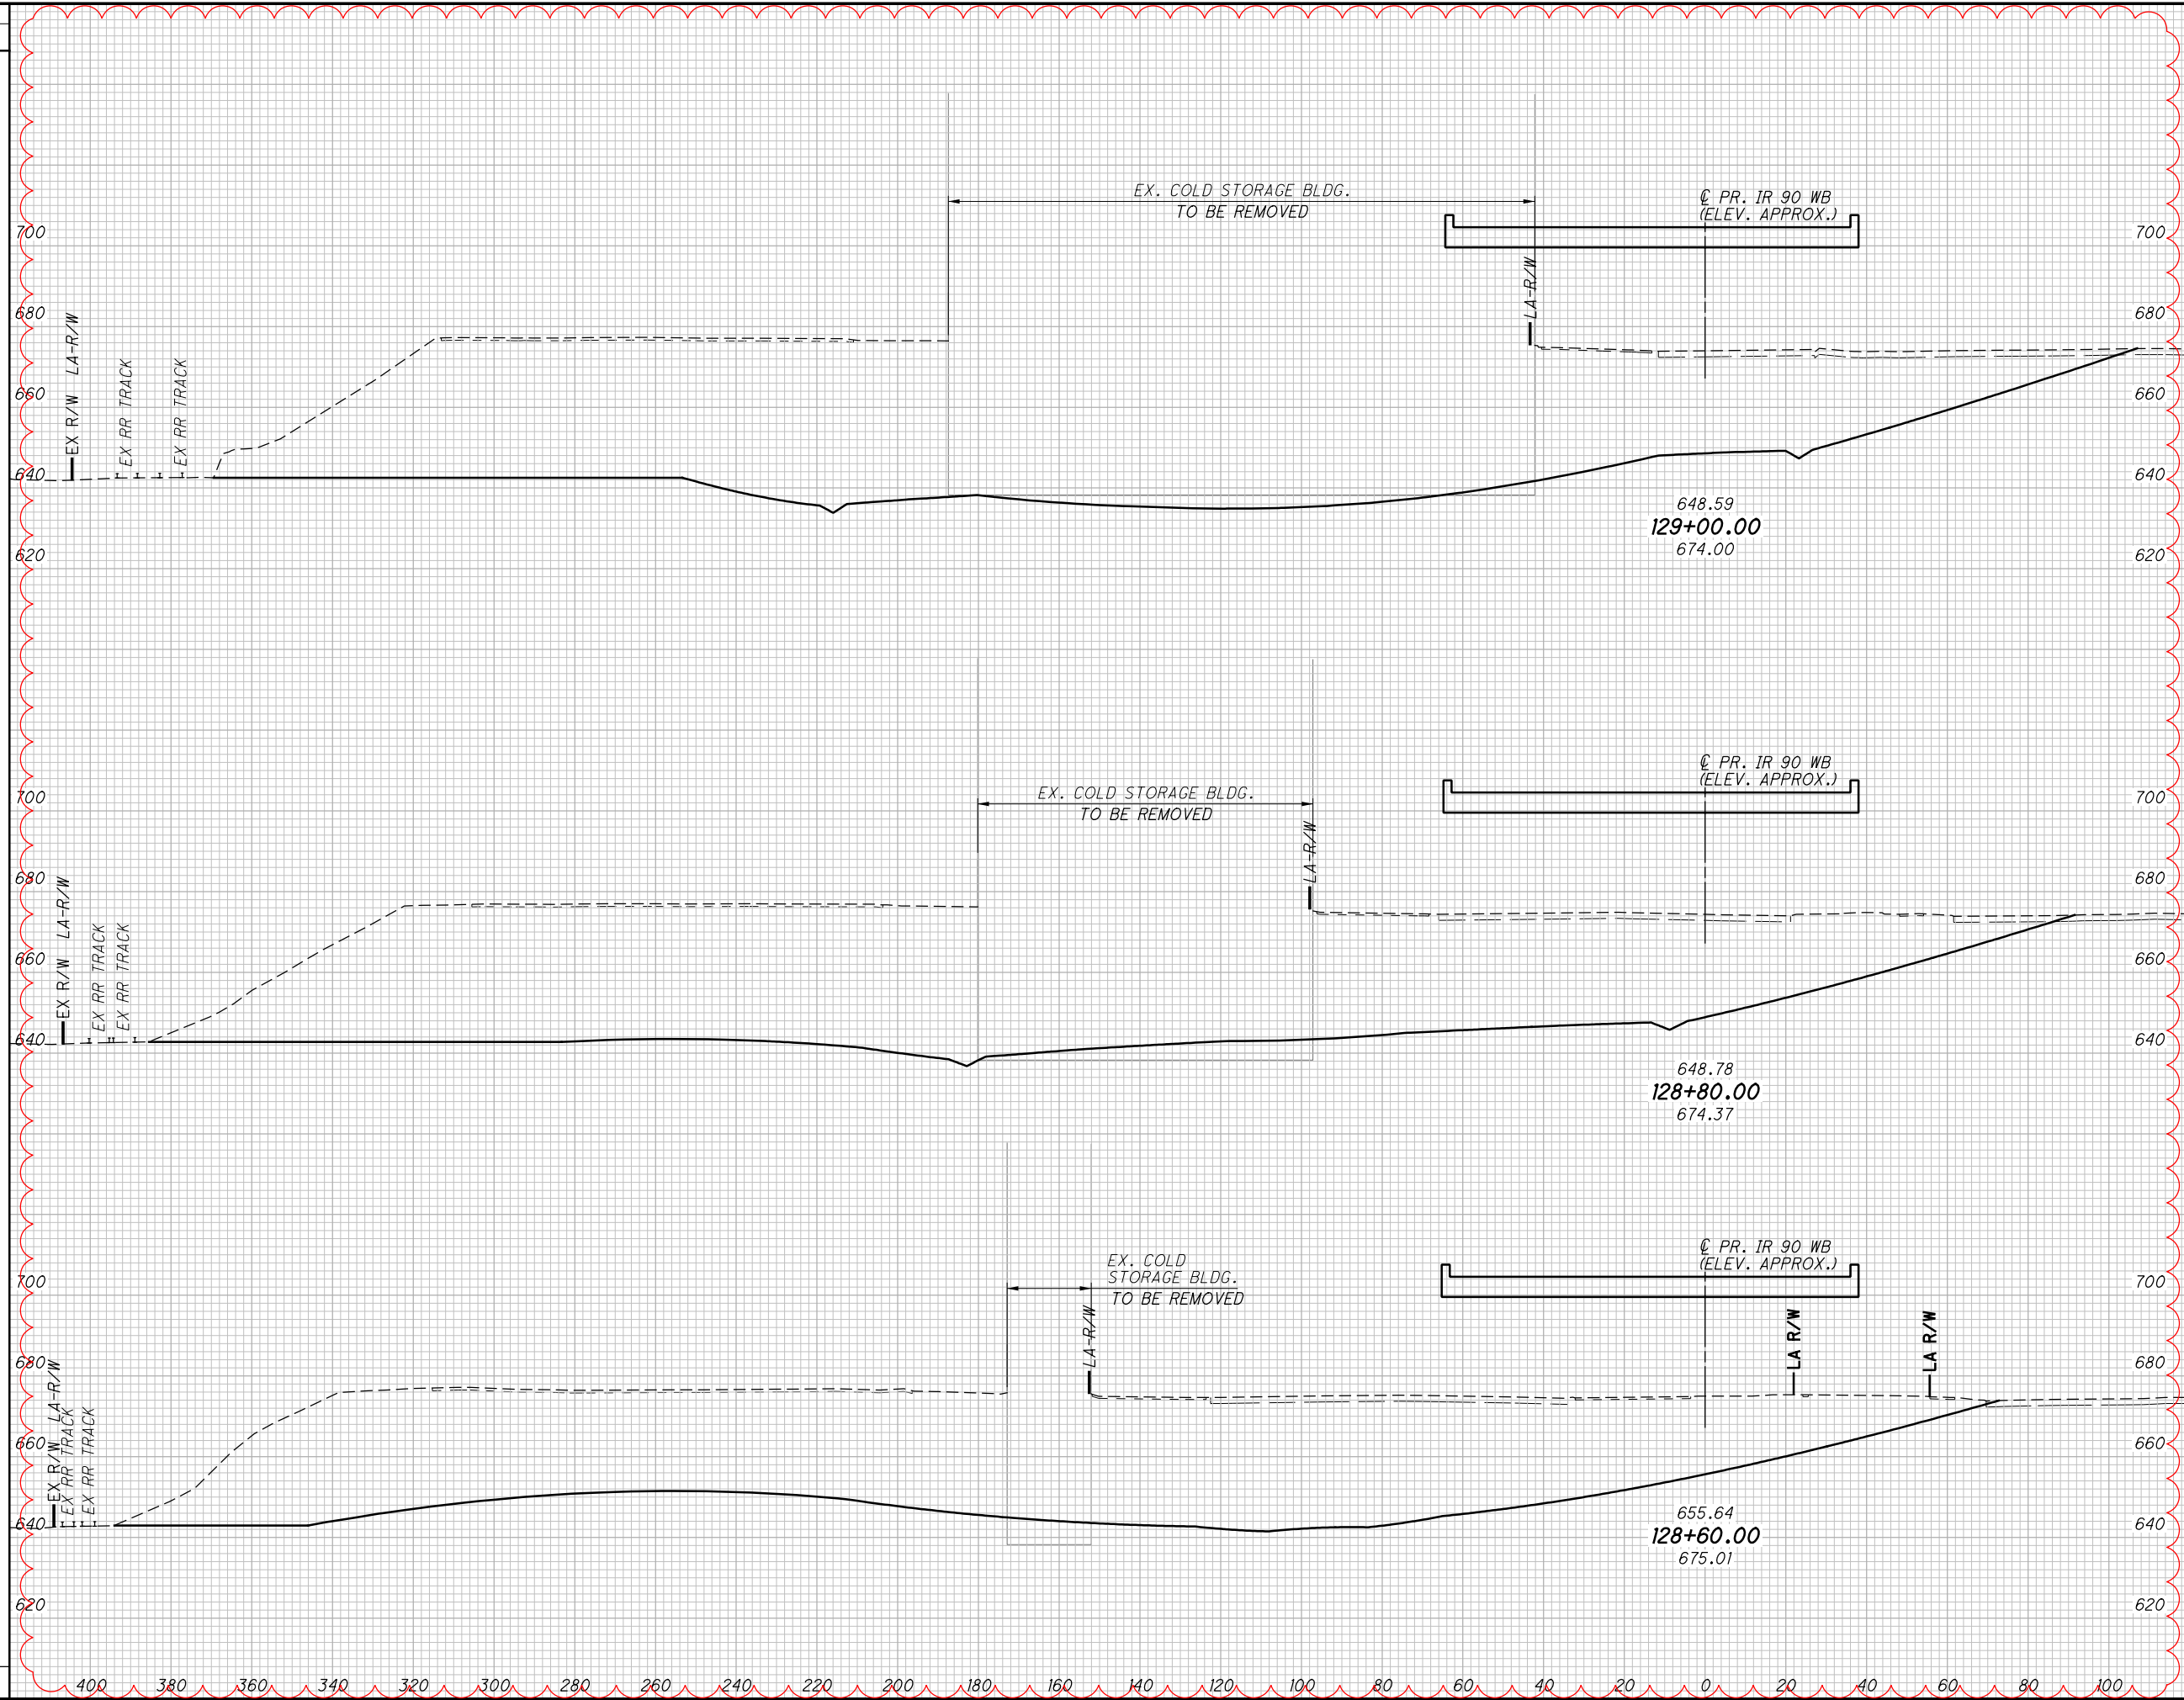 EX. COLD STORAGE BLDG.
TO BE REMOVED
℄ PR. IR 90 WB
(ELEV. APPROX.)
700
700
LA-R/W
680
680
EX R/W LA-R/W
EX RR TRACK
EX RR TRACK
660
660
640
640
648.59
129+00.00
674.00
620
620
℄ PR. IR 90 WB
(ELEV. APPROX.)
EX. COLD STORAGE BLDG.
TO BE REMOVED
700
700
LA-R/W
680
680
EX R/W LA-R/W
EX RR TRACK
EX RR TRACK
660
660
640
640
648.78
128+80.00
674.37
℄ PR. IR 90 WB
(ELEV. APPROX.)
EX. COLD
STORAGE BLDG.
TO BE REMOVED
700
700
LA-R/W
LA R/W
LA R/W
680
680
EX R/W LA-R/W
EX RR TRACK
EX RR TRACK
660
660
640
640
655.64
128+60.00
675.01
620
620
400 380 360 340 320 300 280 260 240 220 200 180 160 140 120 100 80 60 40 20 0 20 40 60 80 100